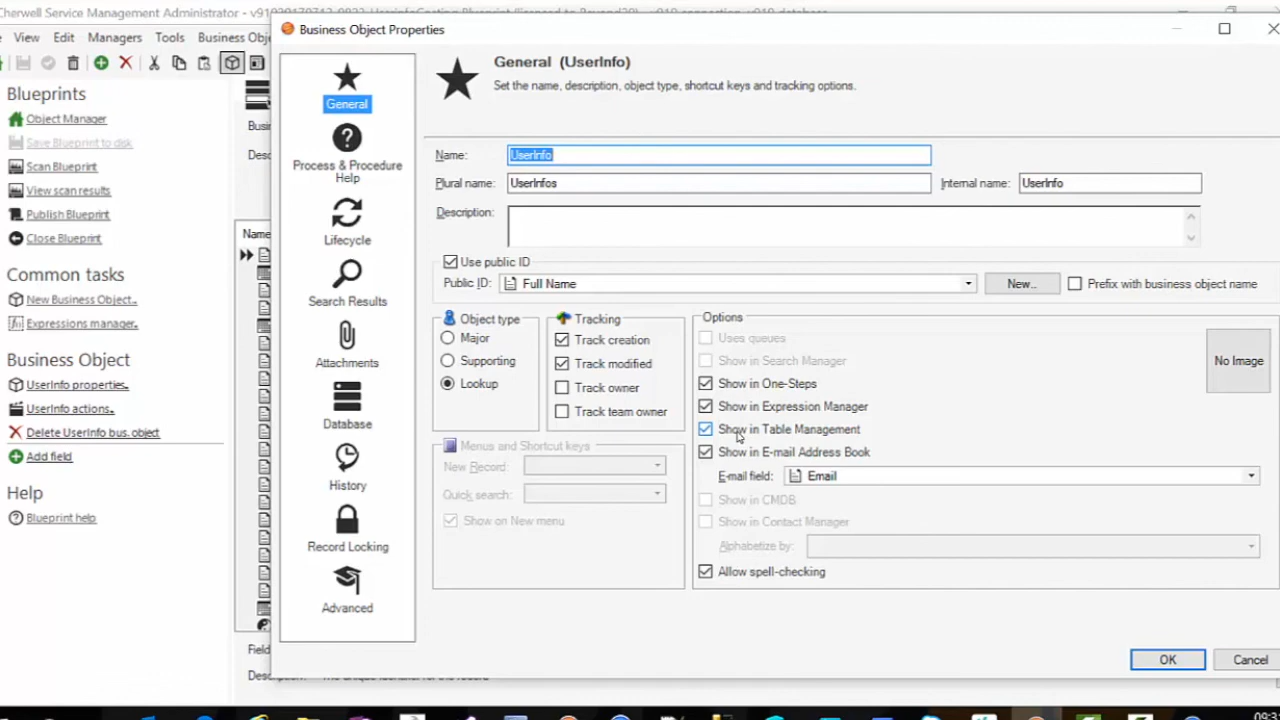 Cherwell Service Management Administrator -
View Edit Managers Tools Business Obj
Business Object Properties
Blueprints
Object Manager
Save Blueprint to disk
Scan Blueprint
View scan results
Publish Blueprint
Close Blueprint
Common tasks
New Business Object...
Expressions manager...
Business Object
UserInfo properties...
UserInfo actions...
Delete UserInfo bus. object
Add field
Help
Blueprint help
Busi
Desc
Name
Field
General
Process & Procedure
Help
Lifecycle
Search Results
Attachments
Database
History
Record Locking
Advanced
General (UserInfo)
Set the name, description, object type, shortcut keys and tracking options.
Name: UserInfo
Plural name: UserInfos Internal name: UserInfo
Description:
Use public ID
Public ID: Full Name New... Prefix with business object name
Object type
Major
Supporting
Lookup
Tracking
Track creation
Track modified
Track owner
Track team owner
Menus and Shortcut keys
New Record:
Quick search:
Show on New menu
Options
Uses queues
Show in Search Manager
Show in One-Steps
Show in Expression Manager
Show in Table Management
Show in E-mail Address Book
E-mail field: Email
Show in CMDB
Show in Contact Manager
Alphabetize by:
Allow spell-checking
No Image
OK Cancel